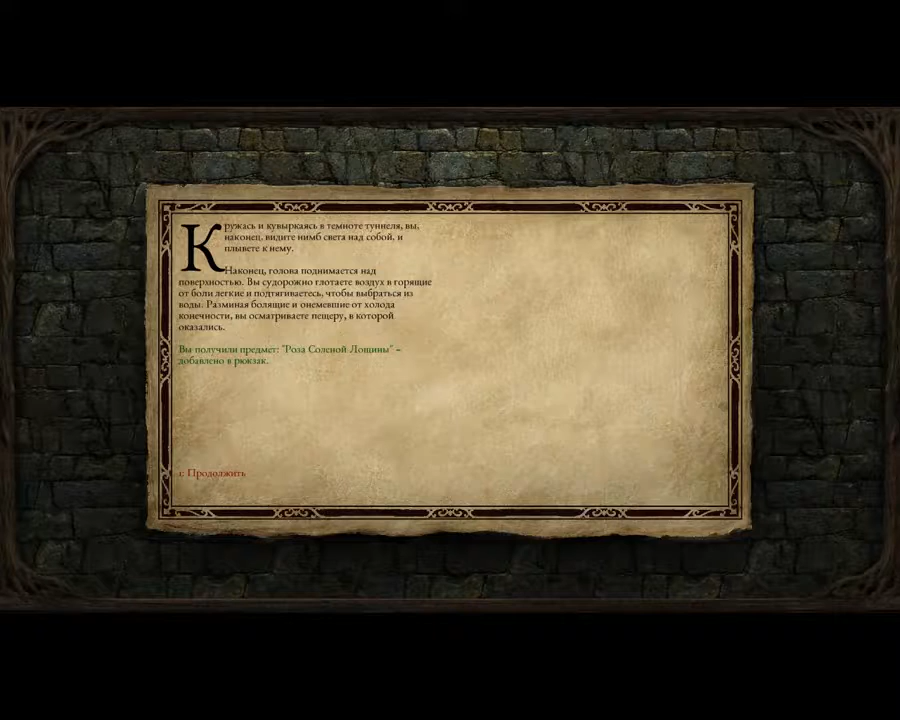 Кружась и кувыркаясь в темноте туннеля, вы,
наконец, видите нимб света над собой, и
плывете к нему.
Наконец, голова поднимается над
поверхностью. Вы судорожно глотаете воздух в горящие
от боли легкие и подтягиваетесь, чтобы выбраться из
воды. Разминая болящие и онемевшие от холода
конечности, вы осматриваете пещеру, в которой
оказались.
Вы получили предмет: "Роза Соленой Лощины" –
добавлено в рюкзак.
1: Продолжить